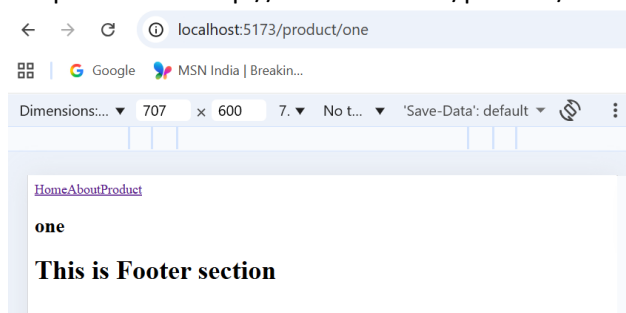 localhost:5173/product/one
Google MSN India | Breakin...
Dimensions:... 707 x 600 7. No t... 'Save-Data': default
HomeAboutProduct
one
This is Footer section